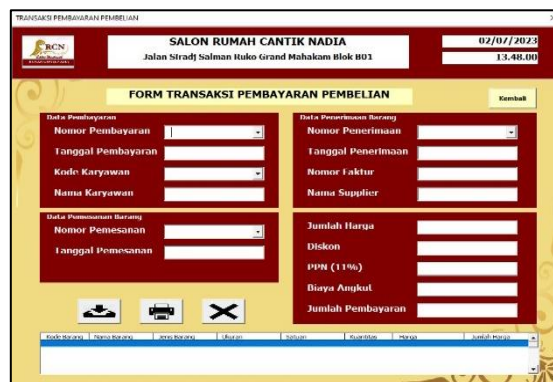 TRANSAKSI PEMBAYARAN PEMBELIAN
RCN
SALON RUMAH CANTIK NADIA
Jalan Siradj Salman Ruko Grand Mahakam Blok B01
02/07/2023
13.48.00
FORM TRANSAKSI PEMBAYARAN PEMBELIAN
Kembali
Data Pembayaran
Nomor Pembayaran
Tanggal Pembayaran
Kode Karyawan
Nama Karyawan
Data Penerimaan Barang
Nomor Penerimaan
Tanggal Penerimaan
Nomor Faktur
Nama Supplier
Data Pemesanan Barang
Nomor Pemesanan
Tanggal Pemesanan
Jumlah Harga
Diskon
PPN (11%)
Biaya Angkut
Jumlah Pembayaran
Kode Barang Nama Barang Jenis Barang Ukuran Satuan Kuantitas Harga Jumlah Harga